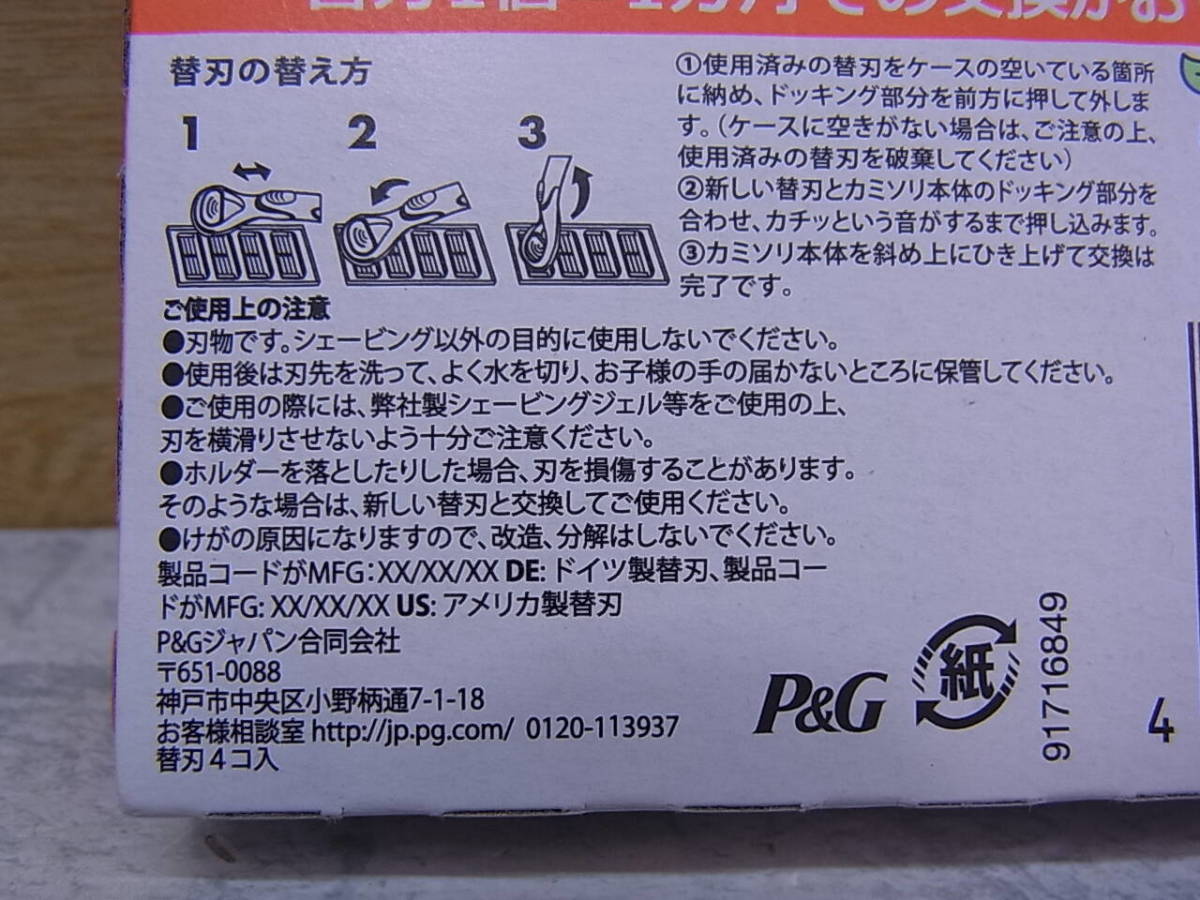 替刃の替え方
1 2 3
①使用済みの替刃をケースの空いている箇所
に納め、ドッキング部分を前方に押して外しま
す。(ケースに空きがない場合は、ご注意の上、
使用済みの替刃を破棄してください)
②新しい替刃とカミソリ本体のドッキング部分を
合わせ、カチッという音がするまで押し込みます。
③カミソリ本体を斜め上にひき上げて交換は
完了です。
ご使用上の注意
●刃物です。シェービング以外の目的に使用しないでください。
●使用後は刃先を洗って、よく水を切り、お子様の手の届かないところに保管してください。
●ご使用の際には、弊社製シェービングジェル等をご使用の上、
刃を横滑りさせないよう十分ご注意ください。
●ホルダーを落としたりした場合、刃を損傷することがあります。
そのような場合は、新しい替刃と交換してご使用ください。
●けがの原因になりますので、改造、分解はしないでください。
製品コードがMFG:XX/XX/XX DE: ドイツ製替刃、製品コー
ドがMFG: XX/XX/XX US: アメリカ製替刃
P&Gジャパン合同会社
〒651-0088
神戸市中央区小野柄通7-1-18
お客様相談室 http://jp.pg.com/ 0120-113937
替刃4コ入
P&G
紙
91716849
4